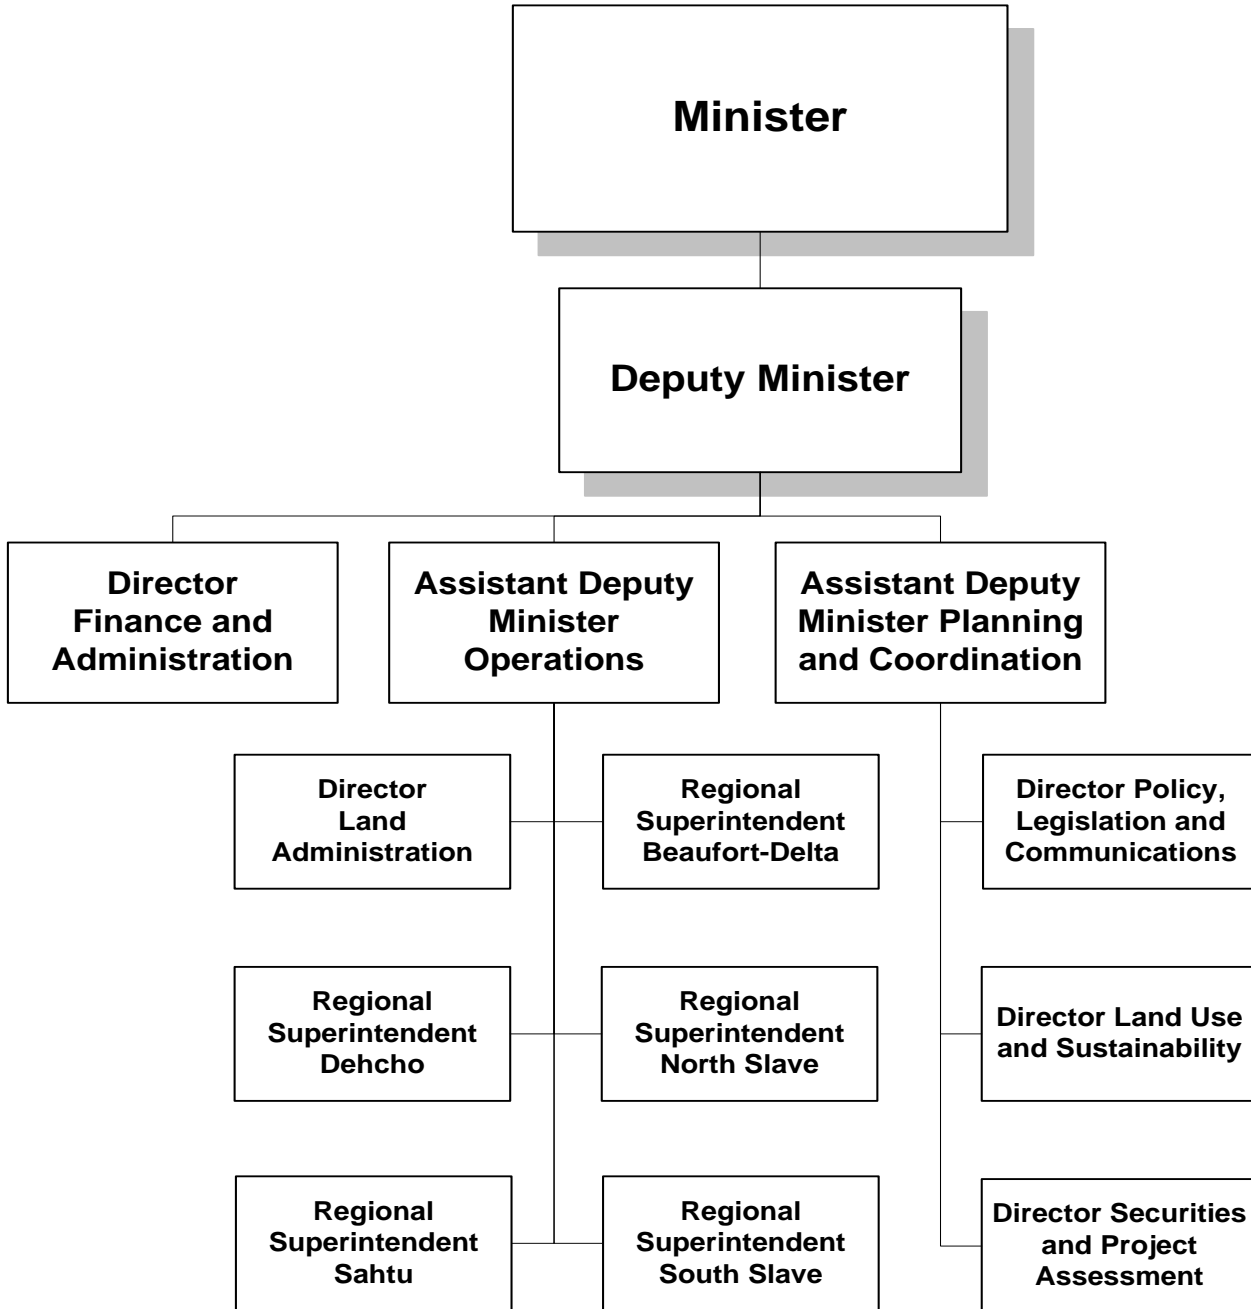 Minister
Deputy Minister
Director
Finance and
Administration
Assistant Deputy
Minister
Operations
Assistant Deputy
Minister Planning
and Coordination
Director
Land
Administration
Regional
Superintendent
Beaufort-Delta
Director Policy,
Legislation and
Communications
Regional
Superintendent
Dehcho
Regional
Superintendent
North Slave
Director Land Use
and Sustainability
Regional
Superintendent
Sahtu
Regional
Superintendent
South Slave
Director Securities
and Project
Assessment